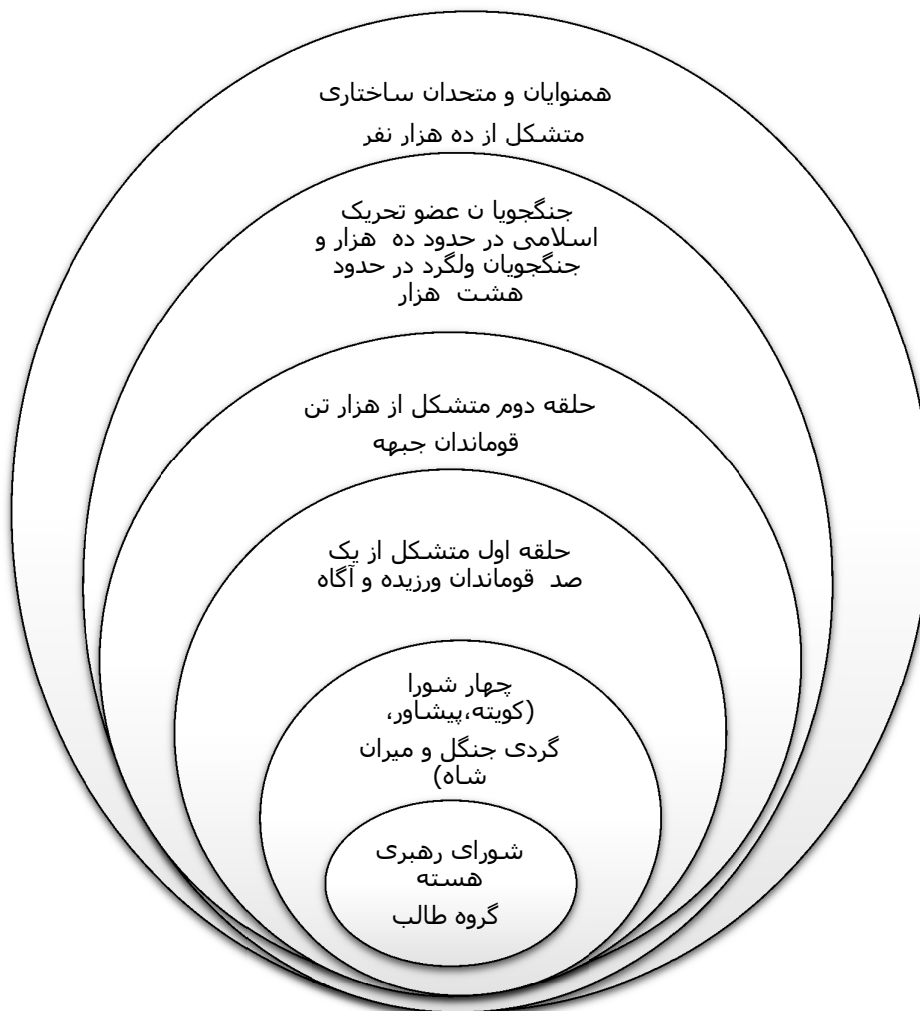 همنوایان و متحدان ساختاری
متشکل از ده هزار نفر
جنگجویا ن عضو تحریک
اسلامی در حدود ده هزار و
جنگجویان ولگرد در حدود
هشت هزار
حلقه دوم متشکل از هزار تن
قوماندان جبهه
حلقه اول متشکل از یک
صد قوماندان ورزیده و آگاه
چهار شورا
(کویته،پیشاور،
گردی جنگل و میران
شاه)
شورای رهبری
هسته
گروه طالب